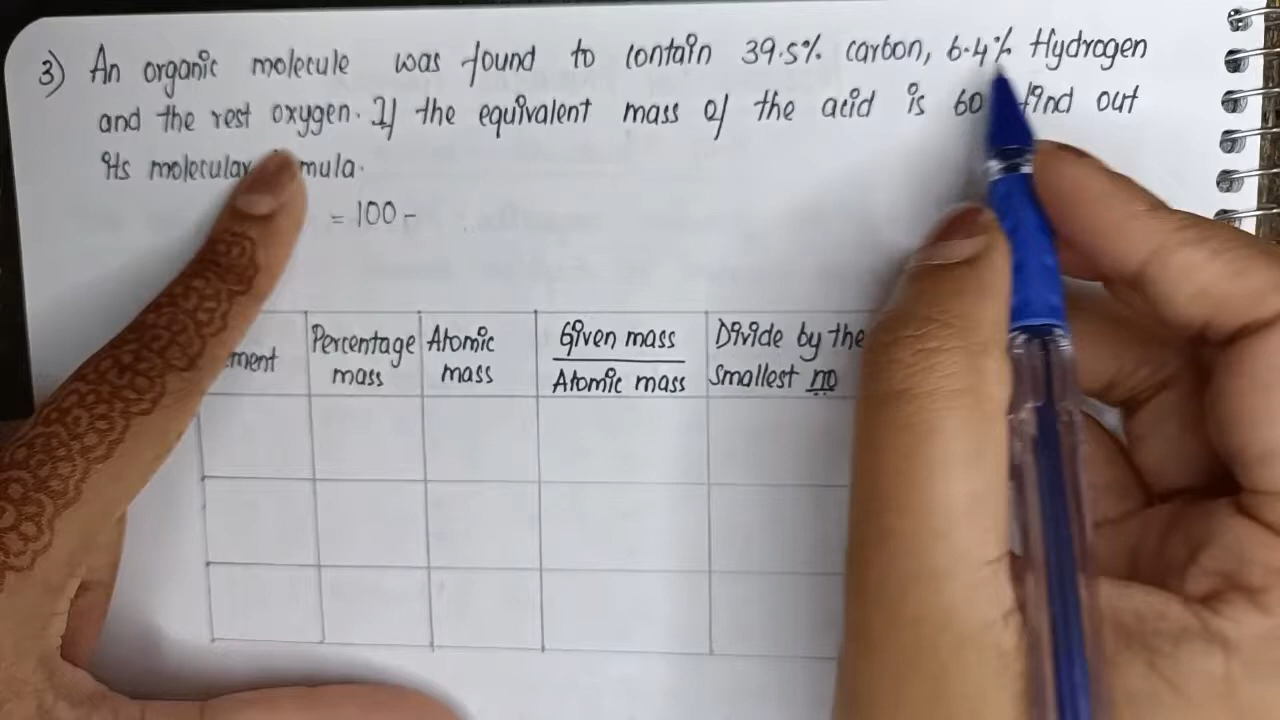 3) An organic molecule was found to contain 39.5% carbon, 6.4% Hydrogen
and the rest oxygen. If the equivalent mass of the acid is 60 find out
its molecular
= 100 -
Percentage mass
Atomic mass
Given mass
Atomic mass
Divide by the
smallest no